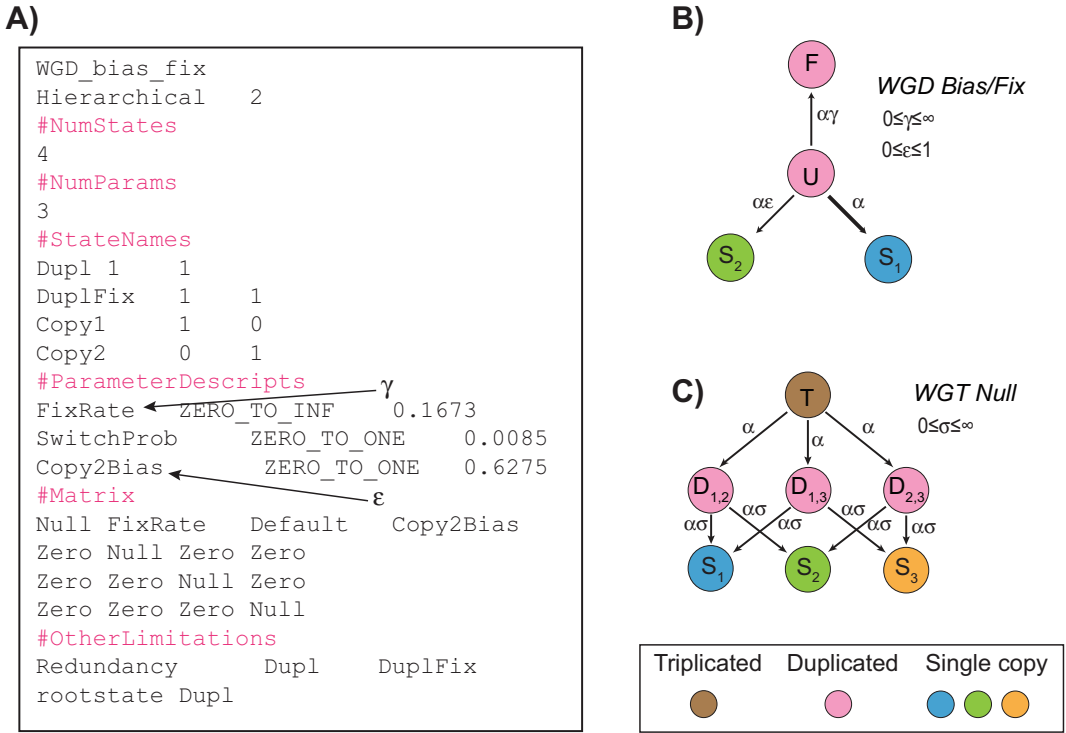 A)
WGD_bias_fix
Hierarchical 2
#NumStates
4
#NumParams
3
#StateNames
Dupl 1 1
DuplFix 1 1
Copy1 1 0
Copy2 0 1
#ParameterDescripts
γ
FixRate ZERO_TO_INF 0.1673
SwitchProb ZERO_TO_ONE 0.0085
Copy2Bias ZERO_TO_ONE 0.6275
#Matrix
ε
Null FixRate Default Copy2Bias
Zero Null Zero Zero
Zero Zero Null Zero
Zero Zero Zero Null
#OtherLimitations
Redundancy Dupl DuplFix
rootstate Dupl
B)
F
WGD Bias/Fix
αγ
0≤γ≤∞
0≤ε≤1
U
αε α
S2 S1
C)
T
WGT Null
0≤σ≤∞
α α α
D1,2 D1,3 D2,3
ασ ασ ασ ασ ασ
S1 S2 S3
Triplicated Duplicated Single copy